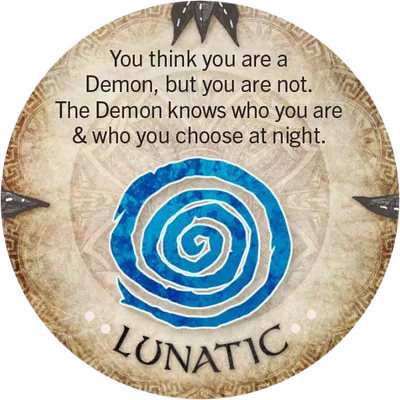 You think you are a
Demon, but you are not.
The Demon knows who you are
& who you choose at night.
LUNATIC